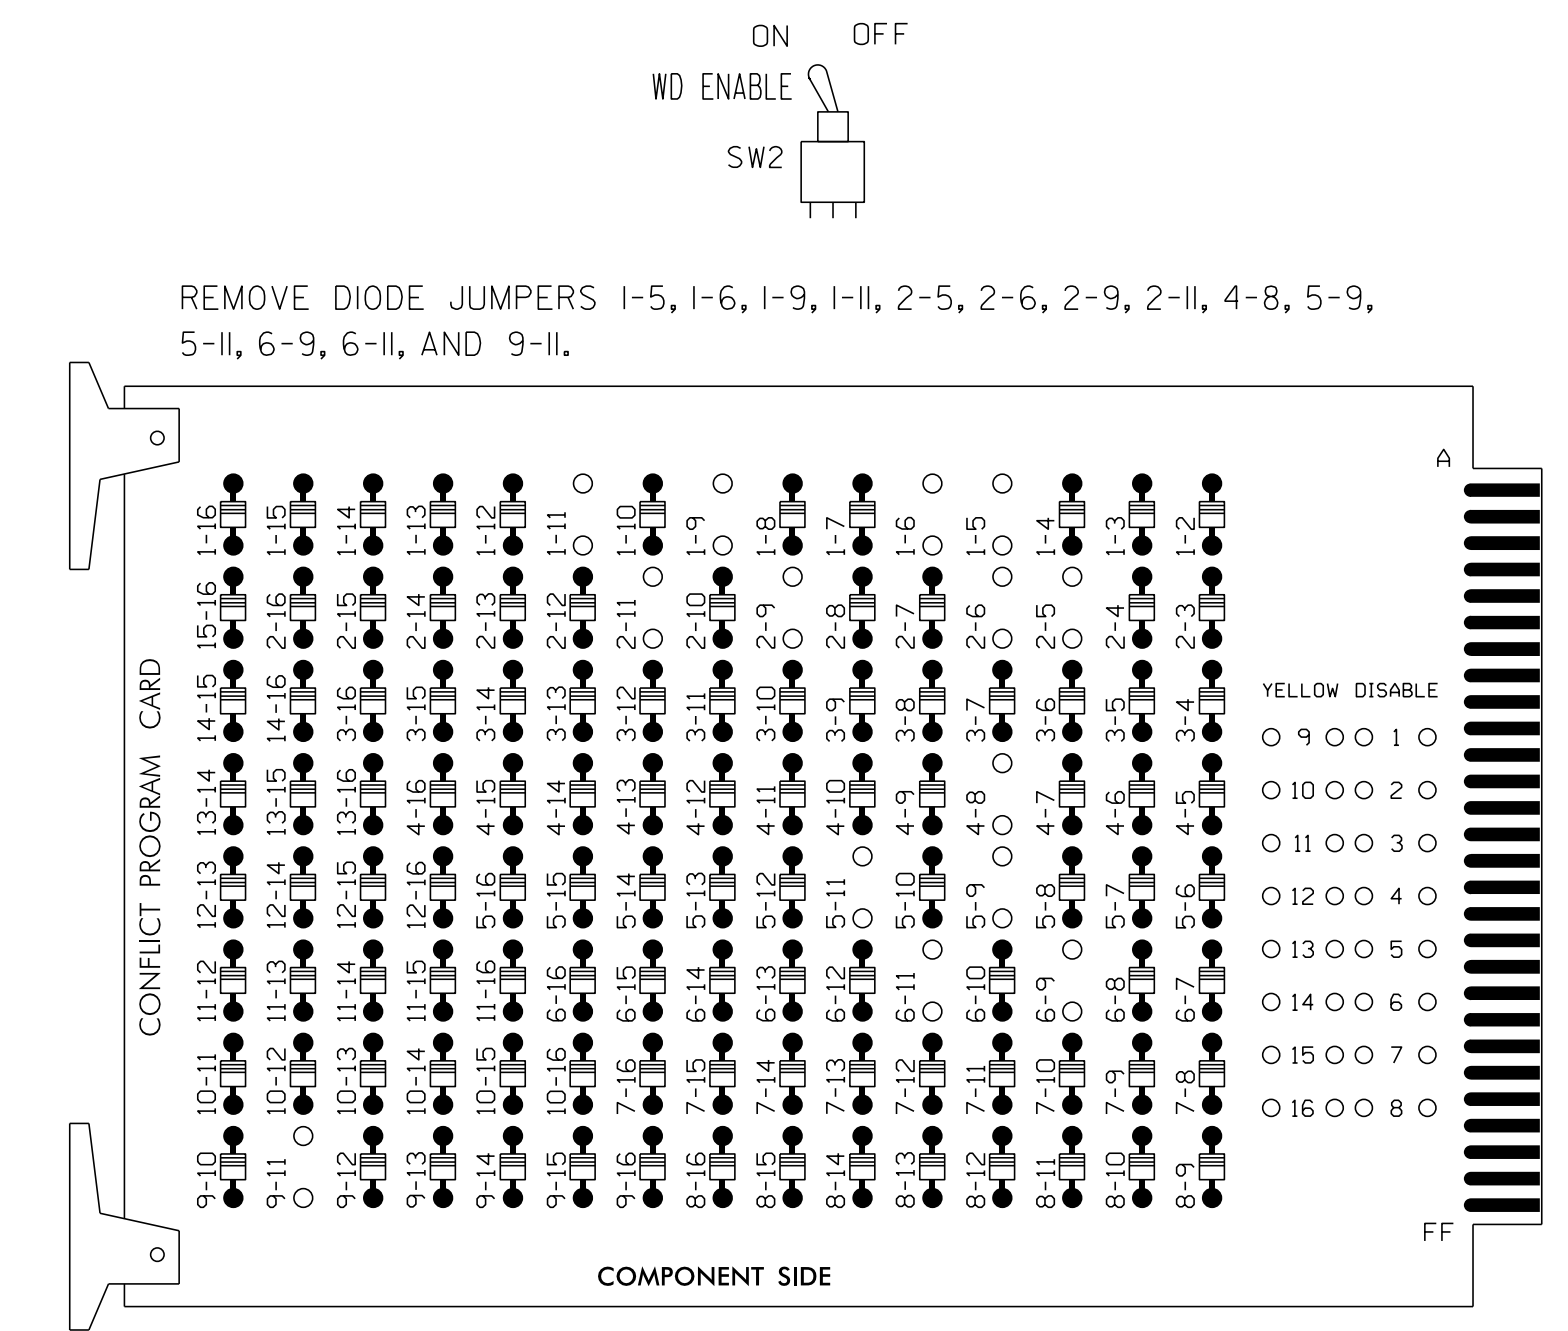 ON OFF
WD ENABLE
SW2
REMOVE DIODE JUMPERS 1-5, 1-6, 1-9, 1-11, 2-5, 2-6, 2-9, 2-11, 4-8, 5-9,
5-11, 6-9, 6-11, AND 9-11.
A
1-16 1-15 1-14 1-13 1-12 1-11 1-10 1-9 1-8 1-7 1-6 1-5 1-4 1-3 1-2
15-16 2-16 2-15 2-14 2-13 2-12 2-11 2-10 2-9 2-8 2-7 2-6 2-5 2-4 2-3
14-15 14-16 3-16 3-15 3-14 3-13 3-12 3-11 3-10 3-9 3-8 3-7 3-6 3-5 3-4
13-14 13-15 13-16 4-16 4-15 4-14 4-13 4-12 4-11 4-10 4-9 4-8 4-7 4-6 4-5
12-13 12-14 12-15 12-16 5-16 5-15 5-14 5-13 5-12 5-11 5-10 5-9 5-8 5-7 5-6
11-12 11-13 11-14 11-15 11-16 6-16 6-15 6-14 6-13 6-12 6-11 6-10 6-9 6-8 6-7
10-11 10-12 10-13 10-14 10-15 10-16 7-16 7-15 7-14 7-13 7-12 7-11 7-10 7-9 7-8
9-10 9-11 9-12 9-13 9-14 9-15 9-16 8-16 8-15 8-14 8-13 8-12 8-11 8-10 8-9
CONFLICT PROGRAM CARD
YELLOW DISABLE
9 1
10 2
11 3
12 4
13 5
14 6
15 7
16 8
FF
COMPONENT SIDE